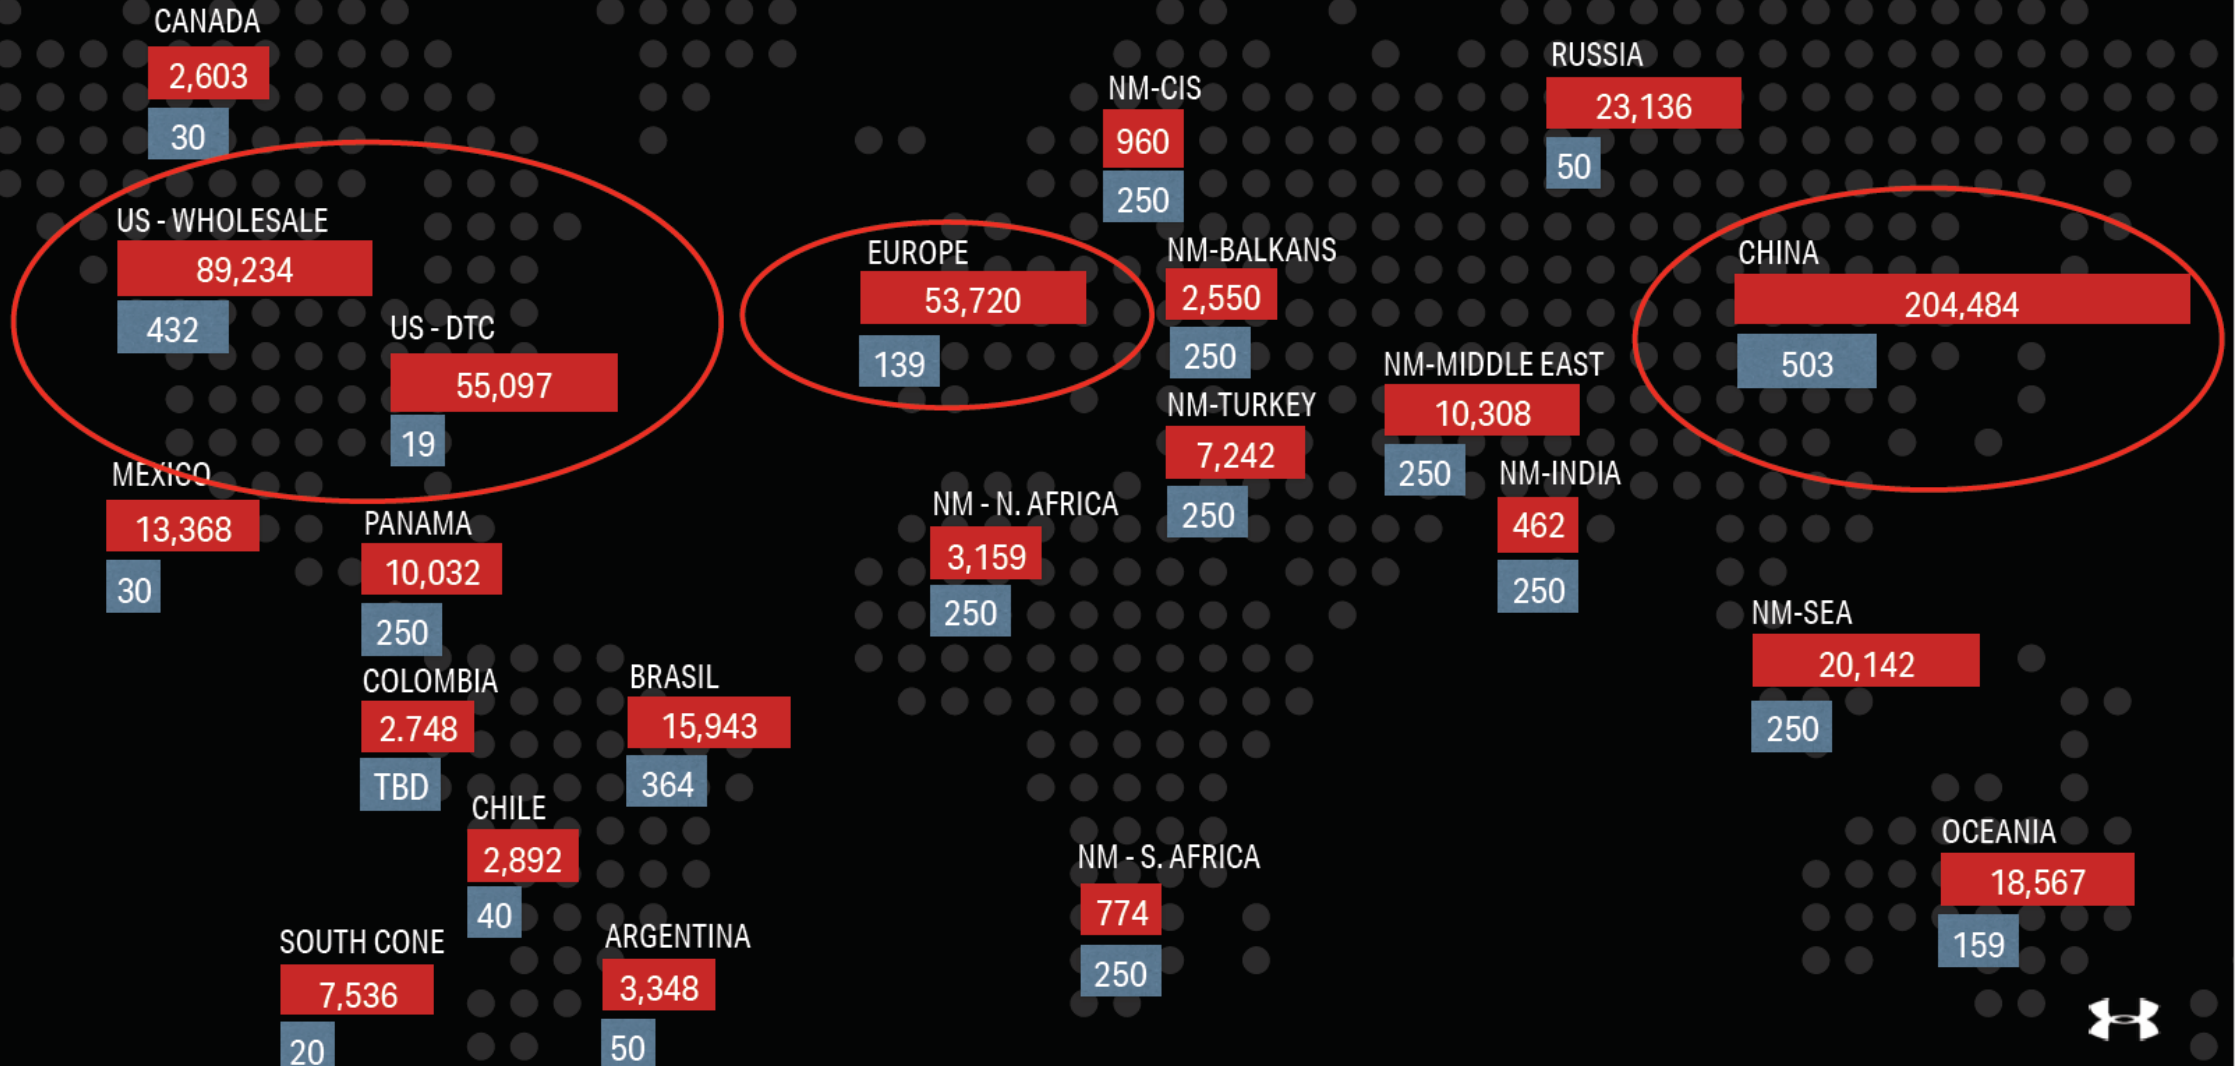 CANADA
2,603
30
US - WHOLESALE
89,234
432
US - DTC
55,097
19
MEXICO
13,368
30
PANAMA
10,032
250
COLOMBIA
2.748
TBD
BRASIL
15,943
364
CHILE
2,892
40
SOUTH CONE
7,536
20
ARGENTINA
3,348
50
NM-CIS
960
250
EUROPE
53,720
139
NM-BALKANS
2,550
250
NM-TURKEY
7,242
250
NM - N. AFRICA
3,159
250
NM - S. AFRICA
774
250
RUSSIA
23,136
50
NM-MIDDLE EAST
10,308
250
NM-INDIA
462
250
CHINA
204,484
503
NM-SEA
20,142
250
OCEANIA
18,567
159